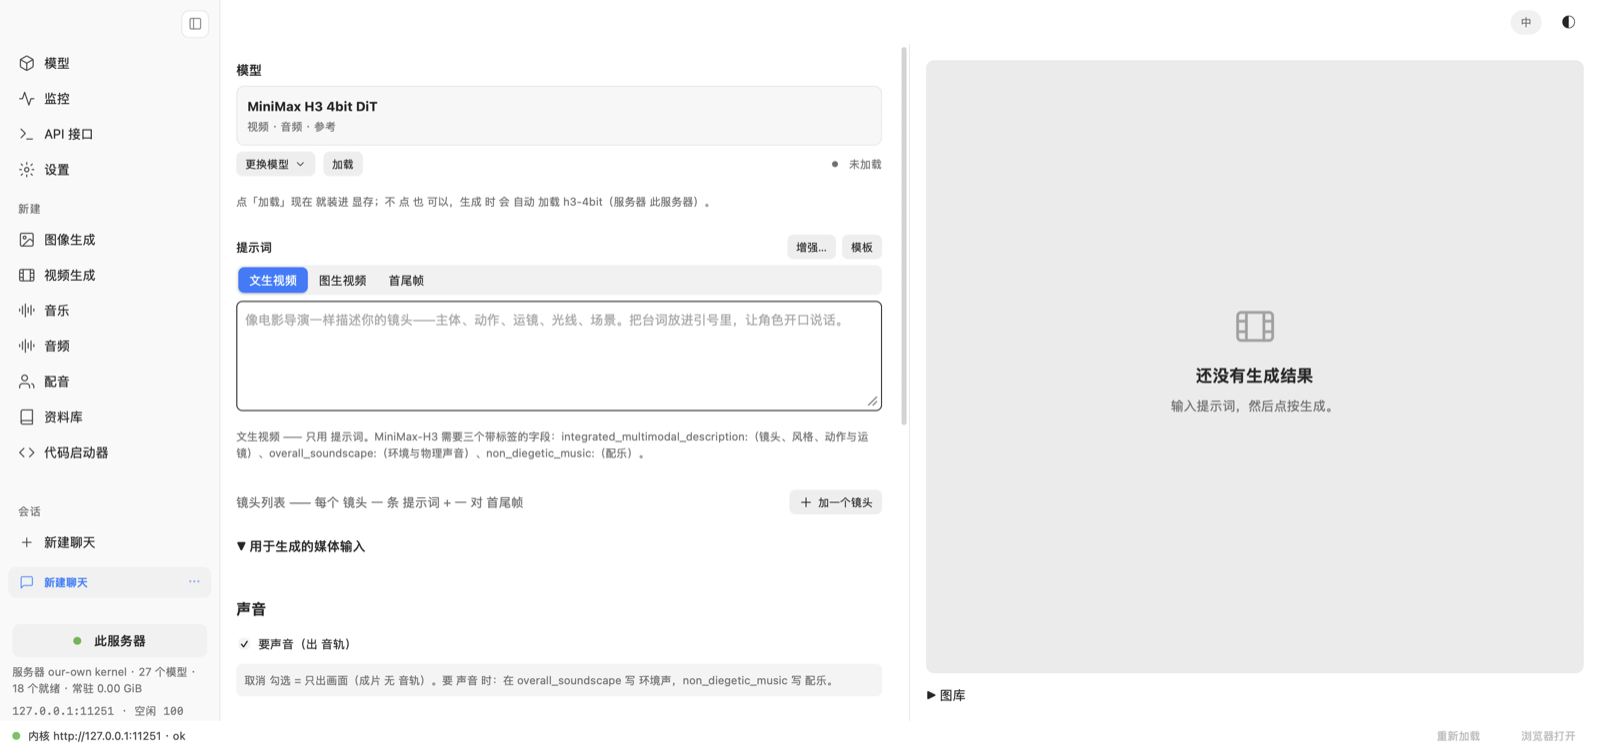 中
模型
监控
API 接口
设置
新建
图像生成
视频生成
音乐
音频
配音
资料库
代码启动器
会话
新建聊天
新建聊天
此服务器
服务器 our-own kernel · 27 个模型 ·
18 个就绪 · 常驻 0.00 GiB
127.0.0.1:11251 · 空闲 100
内核 http://127.0.0.1:11251 · ok
模型
MiniMax H3 4bit DiT
视频 · 音频 · 参考
更换模型
加载
未加载
点「加载」现在 就装进 显存；不 点 也 可以，生成 时 会 自动 加载 h3-4bit（服务器 此服务器）。
提示词
增强...
模板
文生视频
图生视频
首尾帧
像电影导演一样描述你的镜头——主体、动作、运镜、光线、场景。把台词放进引号里，让角色开口说话。
文生视频 —— 只用 提示词。MiniMax-H3 需要三个带标签的字段：integrated_multimodal_description:（镜头、风格、动作与运
镜）、overall_soundscape:（环境与物理声音）、non_diegetic_music:（配乐）。
镜头列表 —— 每个 镜头 一 条 提示词 + 一 对 首尾帧
+ 加一个镜头
▼ 用于生成的媒体输入
声音
要声音（出 音轨）
取消 勾选 = 只出画面（成片 无 音轨）。要 声音 时：在 overall_soundscape 写 环境声，non_diegetic_music 写 配乐。
还没有生成结果
输入提示词，然后点按生成。
▶ 图库
重新加载
浏览器打开